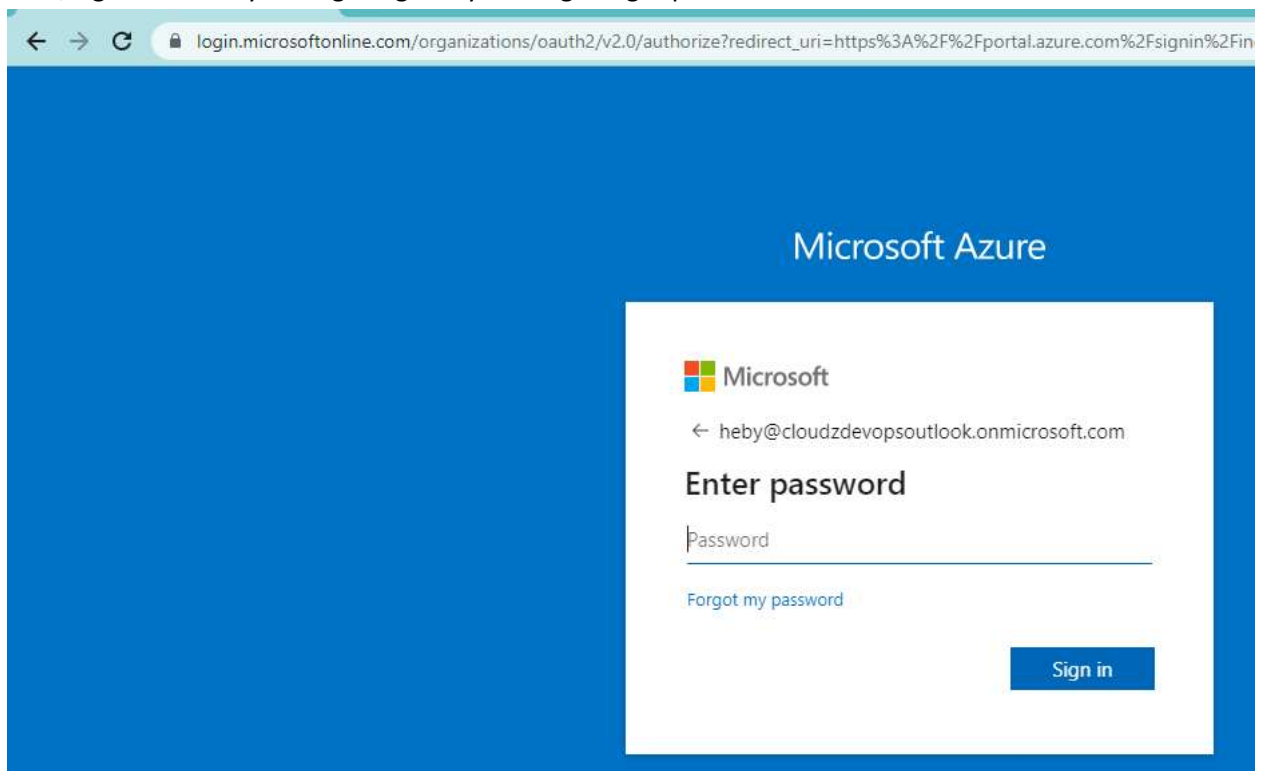 login.microsoftonline.com/organizations/oauth2/v2.0/authorize?redirect_uri=https%3A%2F%2Fportal.azure.com%2Fsignin%2Fin
Microsoft Azure
Microsoft
heby@cloudzdevopsoutlook.onmicrosoft.com
Enter password
Password
Forgot my password
Sign in